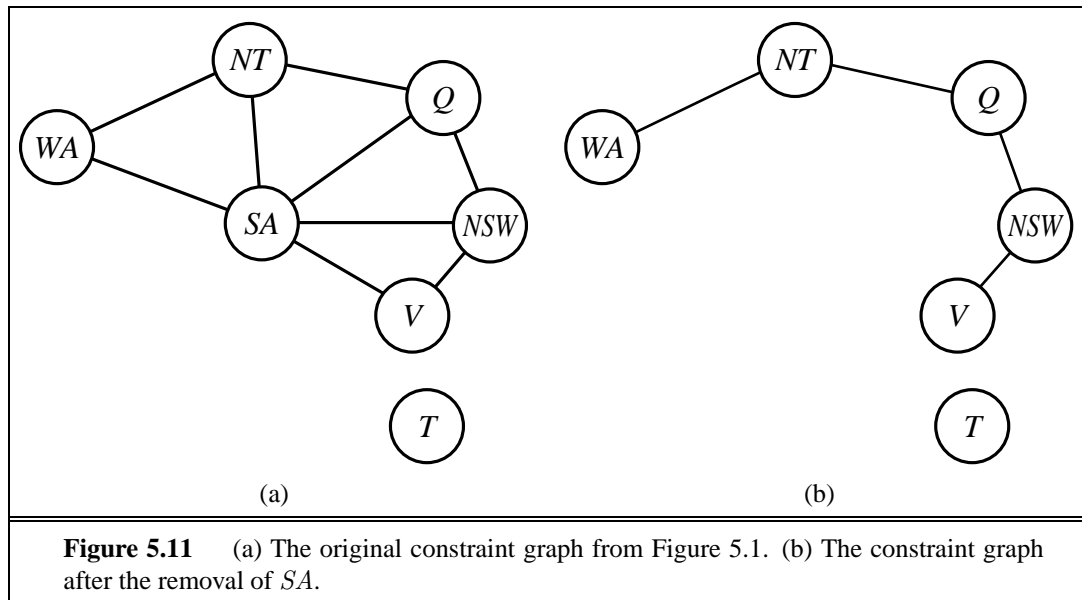 NT
Q
WA
SA
NSW
V
T
(a)
NT
Q
WA
NSW
V
T
(b)
Figure 5.11 (a) The original constraint graph from Figure 5.1. (b) The constraint graph
after the removal of SA.